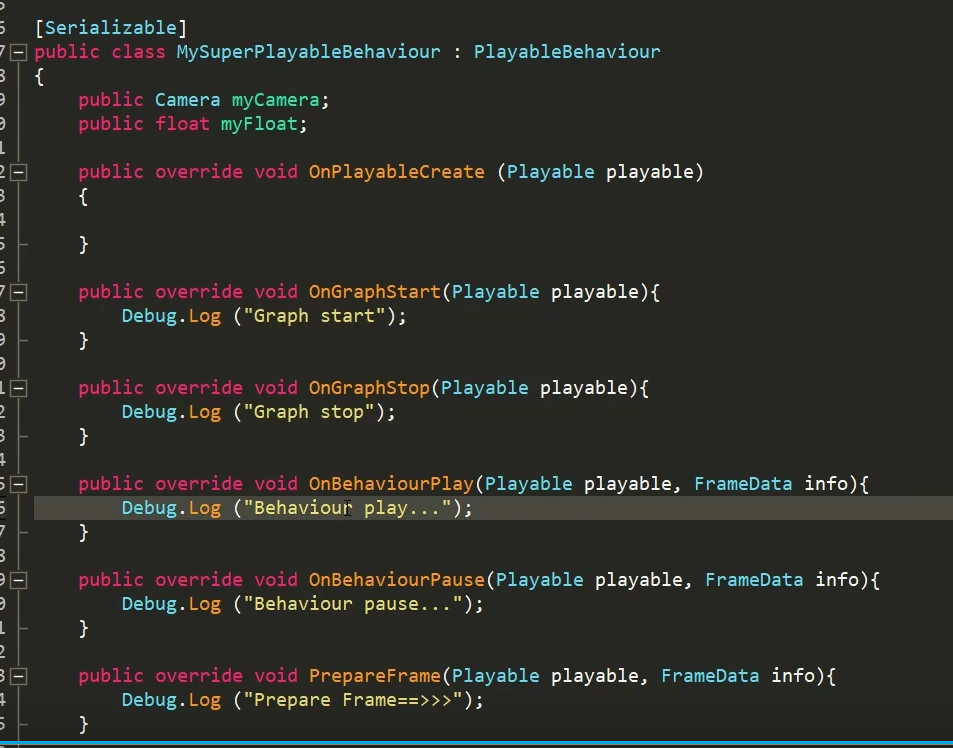 [Serializable]
public class MySuperPlayableBehaviour : PlayableBehaviour
{
public Camera myCamera;
public float myFloat;
public override void OnPlayableCreate (Playable playable)
{
}
public override void OnGraphStart(Playable playable){
Debug.Log ("Graph start");
}
public override void OnGraphStop(Playable playable){
Debug.Log ("Graph stop");
}
public override void OnBehaviourPlay(Playable playable, FrameData info){
Debug.Log ("Behaviour play...");
}
public override void OnBehaviourPause(Playable playable, FrameData info){
Debug.Log ("Behaviour pause...");
}
public override void PrepareFrame(Playable playable, FrameData info){
Debug.Log ("Prepare Frame==>>>");
}